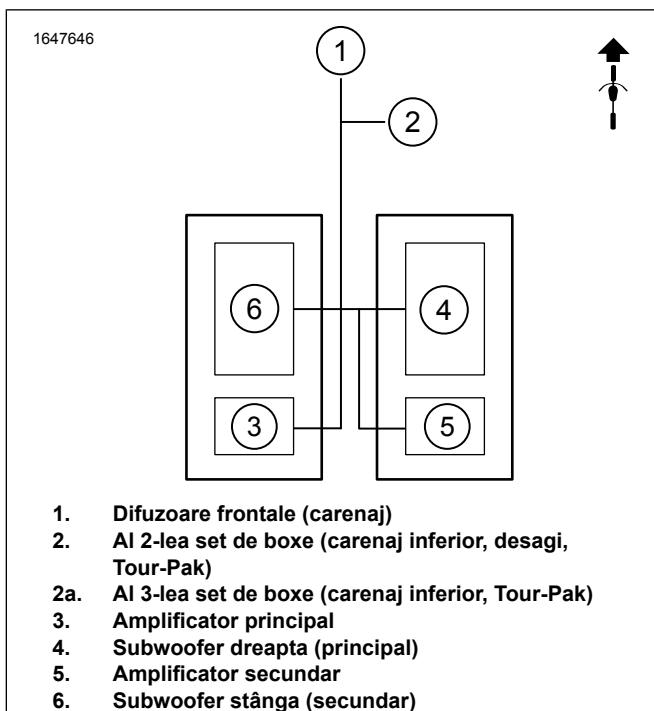 1647646
1
2
6
4
3
5
1. Difuzoare frontale (carenaj)
2. Al 2-lea set de boxe (carenaj inferior, desagi,
Tour-Pak)
2a. Al 3-lea set de boxe (carenaj inferior, Tour-Pak)
3. Amplificator principal
4. Subwoofer dreapta (principal)
5. Amplificator secundar
6. Subwoofer stânga (secundar)